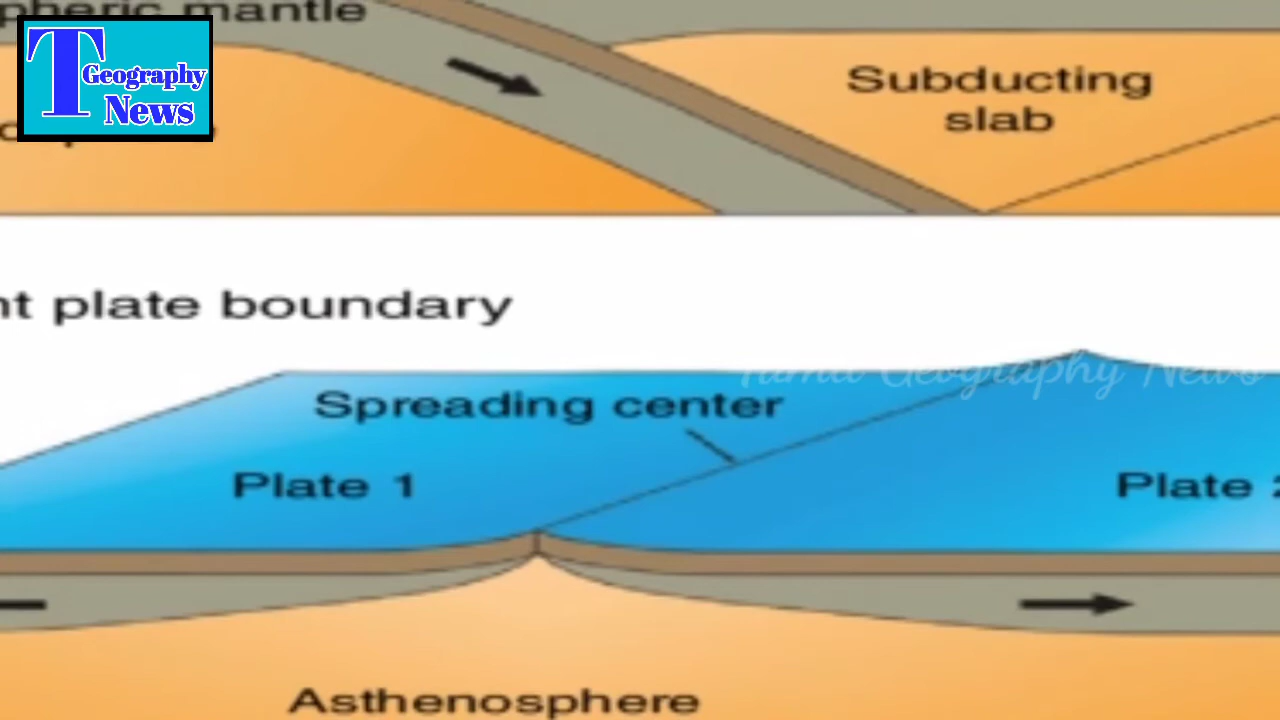 pheric mantle
T Geography
News
Subducting
slab
nt plate boundary
Tamil Geography News
Spreading center
Plate 1
Plate 2
Asthenosphere